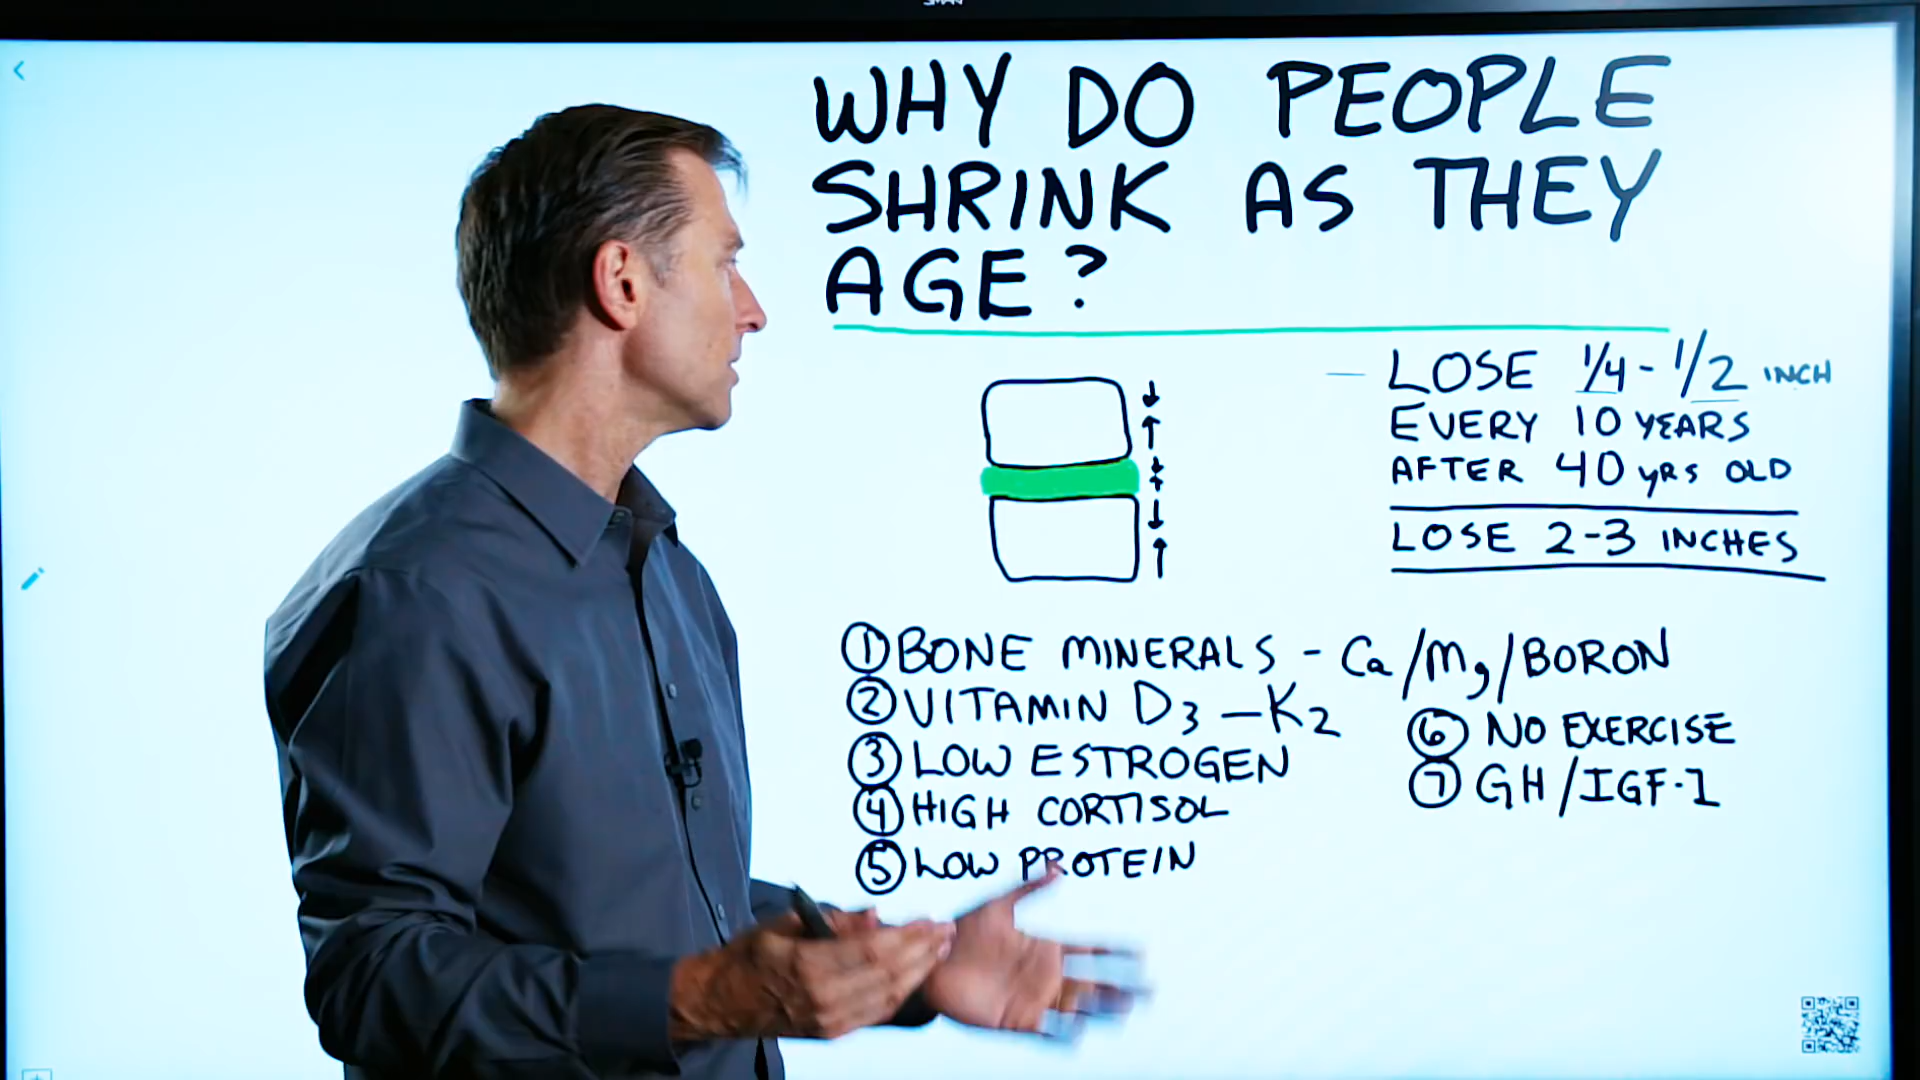 WHY DO PEOPLE
SHRINK AS THEY
AGE?
- LOSE 1/4 - 1/2 INCH
EVERY 10 YEARS
AFTER 40 YRS OLD
LOSE 2-3 INCHES
① BONE MINERALS - Ca/Mg/BORON
② VITAMIN D3 - K2
③ LOW ESTROGEN
④ HIGH CORTISOL
⑤ LOW PROTEIN
⑥ NO EXERCISE
⑦ GH/IGF-1